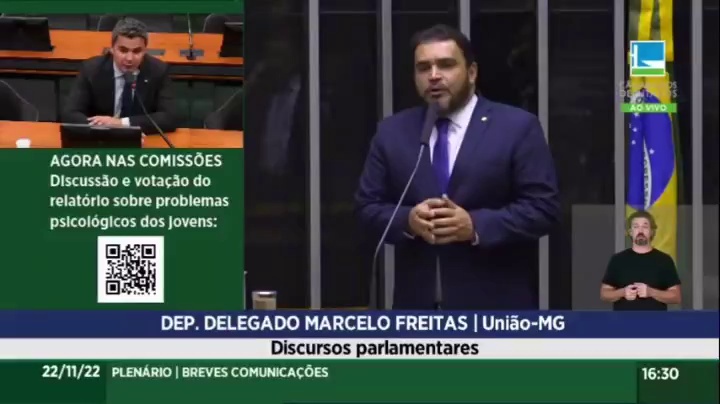 AGORA NAS COMISSÕES
Discussão e votação do
relatório sobre problemas
psicológicos dos jovens:
AO VIVO
DEP. DELEGADO MARCELO FREITAS | União-MG
Discursos parlamentares
22/11/22 PLENÁRIO | BREVES COMUNICAÇÕES 16:30